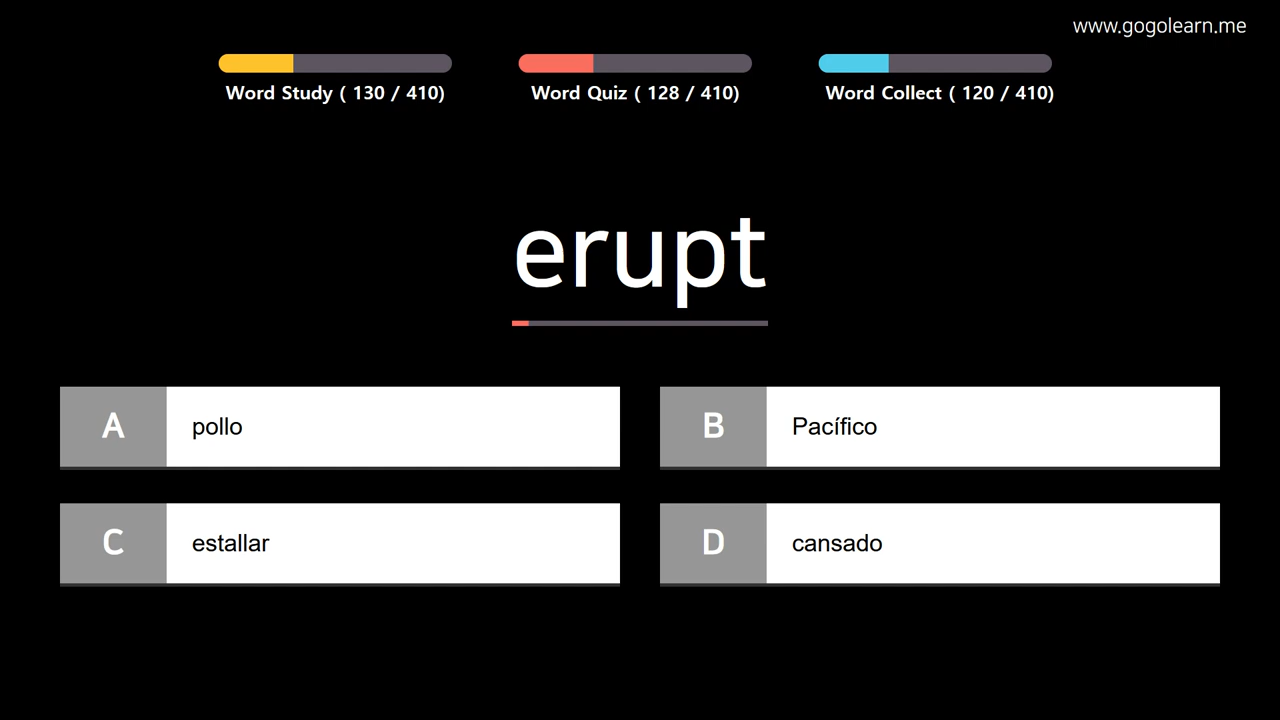 www.gogolearn.me
Word Study ( 130 / 410)
Word Quiz ( 128 / 410)
Word Collect ( 120 / 410)
erupt
A pollo
B Pacífico
C estallar
D cansado